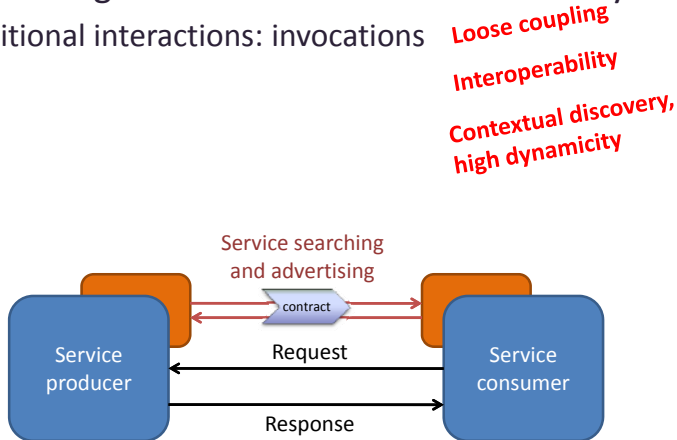 itional interactions: invocations
Loose coupling
Interoperability
Contextual discovery,
high dynamicity
Service searching
and advertising
contract
Service
producer
Request
Service
consumer
Response